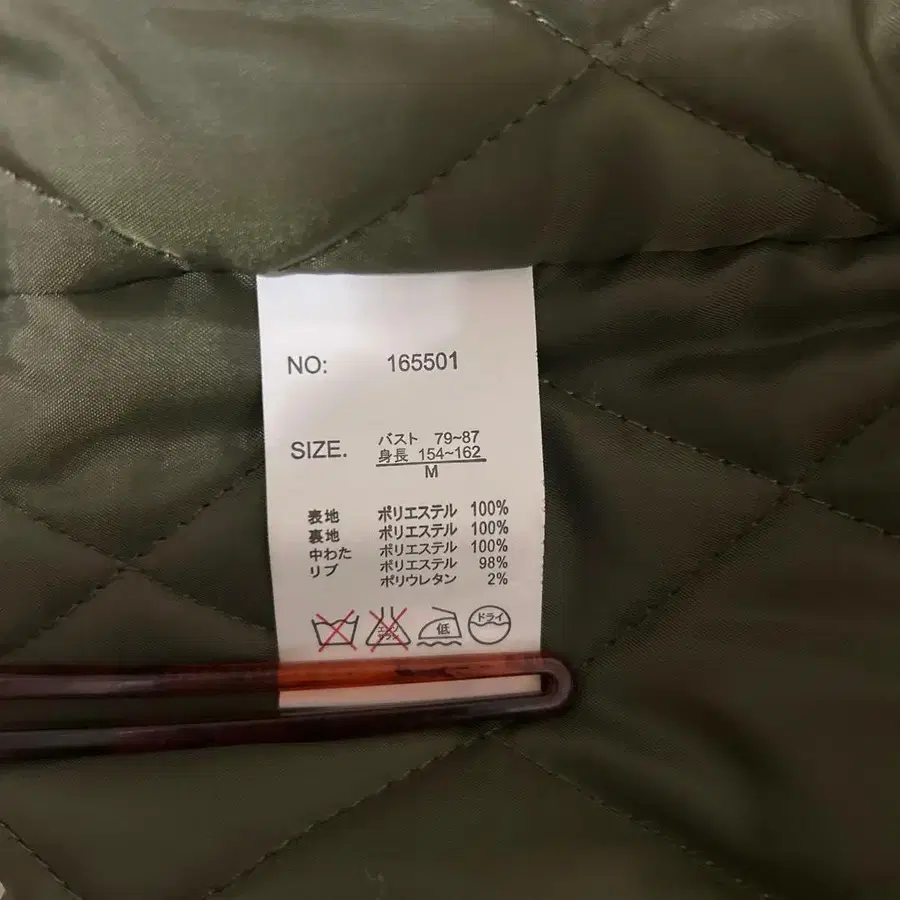 NO: 165501
SIZE. バスト 79~87
身長 154~162
M
表地 ポリエステル 100%
裏地 ポリエステル 100%
中わた ポリエステル 100%
リブ ポリエステル 98%
ポリウレタン 2%
低 ドライ